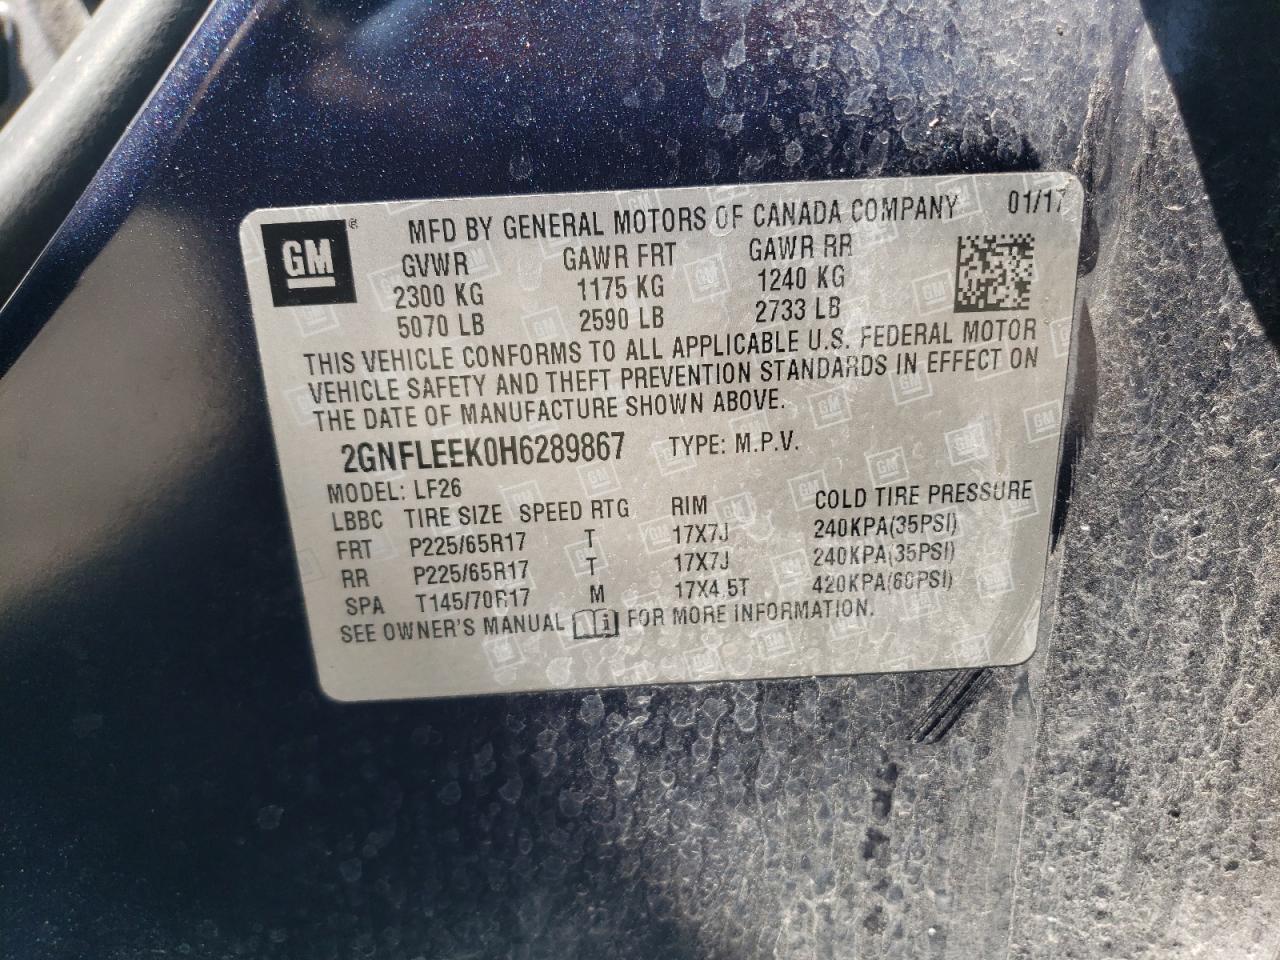 GM ® MFD BY GENERAL MOTORS OF CANADA COMPANY 01/17
GVWR GAWR FRT GAWR RR
2300 KG 1175 KG 1240 KG
5070 LB 2590 LB 2733 LB
THIS VEHICLE CONFORMS TO ALL APPLICABLE U.S. FEDERAL MOTOR
VEHICLE SAFETY AND THEFT PREVENTION STANDARDS IN EFFECT ON
THE DATE OF MANUFACTURE SHOWN ABOVE.
2GNFLEEK0H6289867 TYPE: M.P.V.
MODEL: LF26
LBBC TIRE SIZE SPEED RTG RIM COLD TIRE PRESSURE
FRT P225/65R17 T 17X7J 240KPA(35PSI)
RR P225/65R17 T 17X7J 240KPA(35PSI)
SPA T145/70R17 M 17X4.5T 420KPA(60PSI)
SEE OWNER'S MANUAL i FOR MORE INFORMATION.